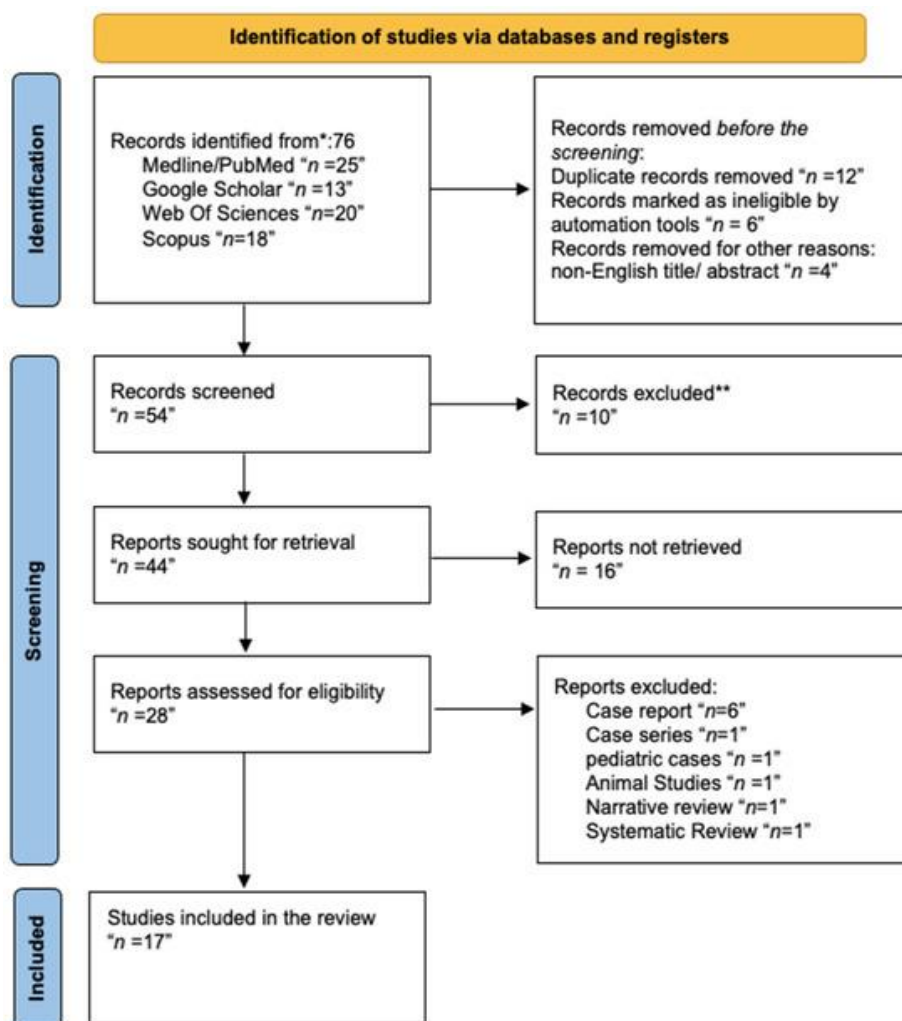 Identification of studies via databases and registers
Identification
Records identified from*:76
Medline/PubMed “n =25”
Google Scholar “n =13”
Web Of Sciences “n=20”
Scopus “n=18”
Records removed before the
screening:
Duplicate records removed “n =12”
Records marked as ineligible by
automation tools “n = 6”
Records removed for other reasons:
non-English title/ abstract “n =4”
Screening
Records screened
“n =54”
Records excluded**
“n =10”
Reports sought for retrieval
“n =44”
Reports not retrieved
“n = 16”
Reports assessed for eligibility
“n =28”
Reports excluded:
Case report “n=6”
Case series “n=1”
pediatric cases “n =1”
Animal Studies “n =1”
Narrative review “n=1”
Systematic Review “n=1”
Included
Studies included in the review
“n =17”